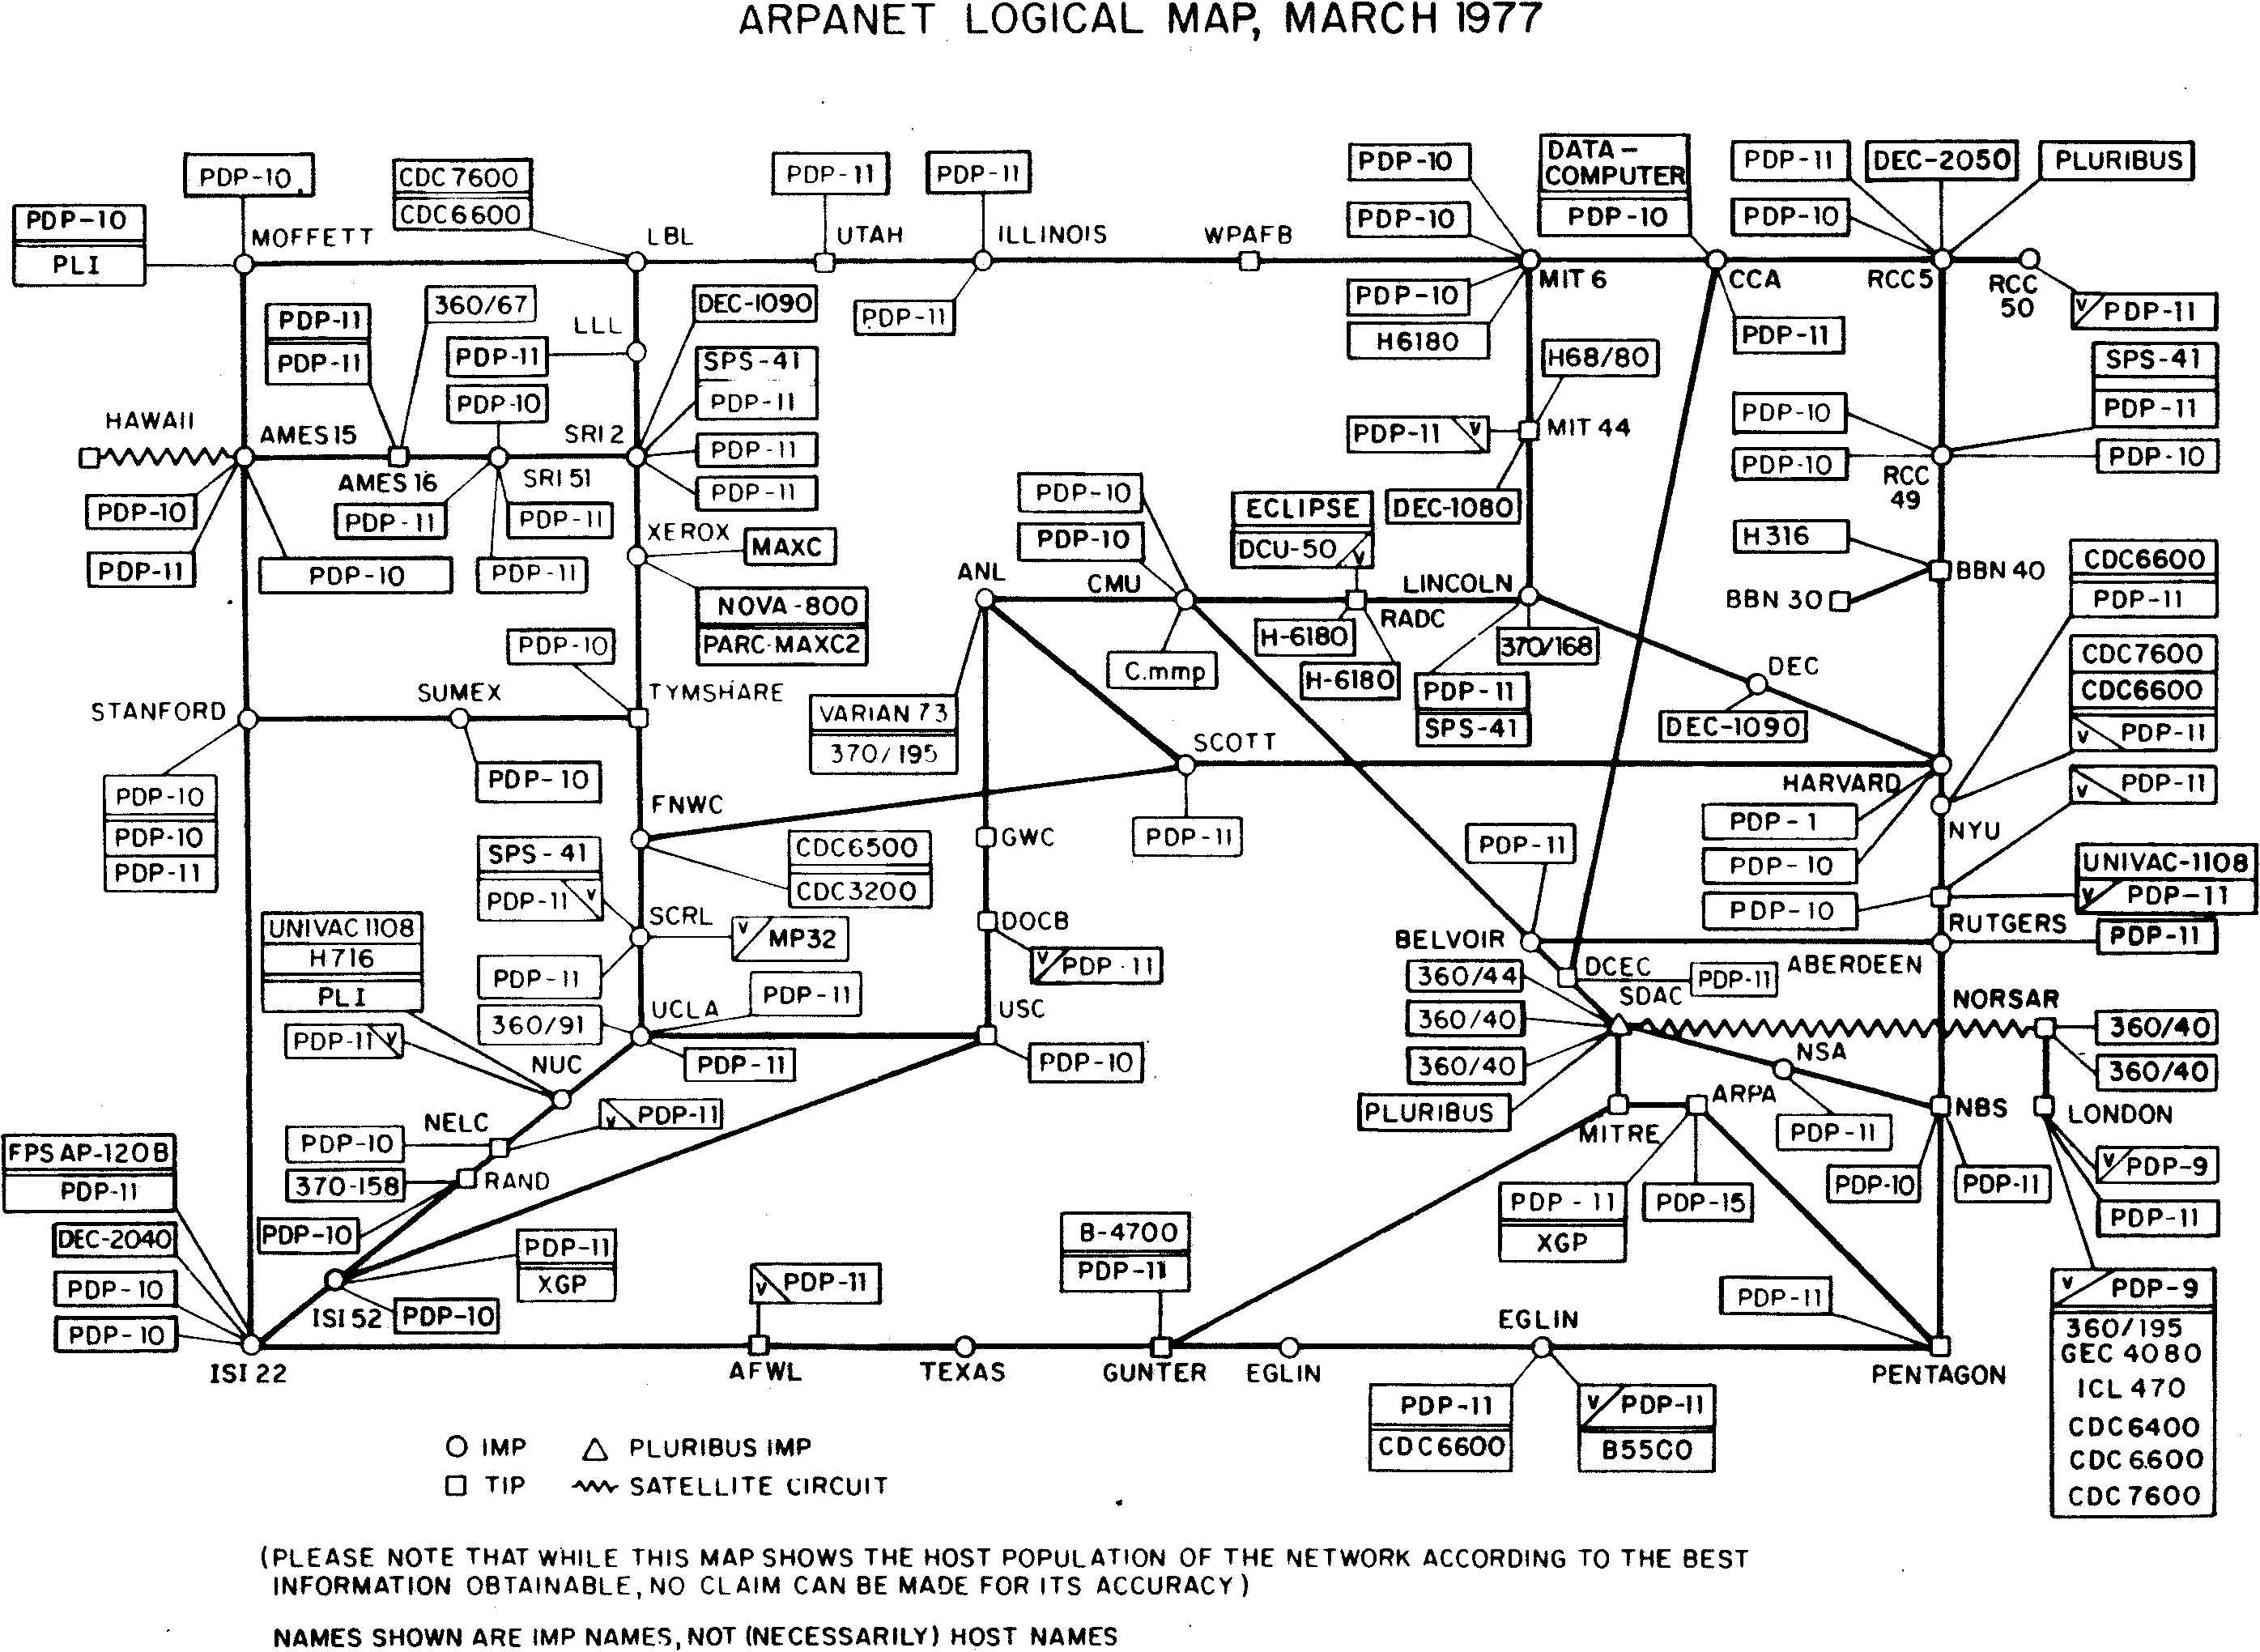 ARPANET LOGICAL MAP, MARCH 1977
PDP-10
CDC7600
CDC6600
PDP-11
PDP-11
PDP-10
DATA-
COMPUTER
PDP-10
PDP-11
DEC-2050
PLURIBUS
PDP-10
PLI
MOFFETT
LBL
UTAH
ILLINOIS
WPAFB
PDP-10
PDP-10
MIT 6
CCA
RCC5
RCC
50
PDP-11
PDP-11
PDP-11
360/67
LLL
DEC-1090
PDP-11
PDP-10
H6180
PDP-11
PDP-11
SPS-41
PDP-11
H68/80
SPS-41
PDP-11
HAWAII
AMES15
PDP-10
SRI 2
PDP-11
PDP-11
PDP-11
V
MIT 44
PDP-10
PDP-10
RCC
49
PDP-10
AMES16
SRI 51
PDP-10
PDP-11
PDP-11
PDP-11
PDP-10
PDP-11
XEROX
MAXC
NOVA-800
PARC-MAXC2
PDP-10
PDP-10
ECLIPSE
DCU-50
V
DEC-1080
H316
BBN 40
BBN 30
CDC6600
PDP-11
ANL
CMU
LINCOLN
RADC
H-6180
H-6180
370/168
C.mmp
PDP-11
SPS-41
DEC
DEC-1090
CDC7600
CDC6600
V
PDP-11
PDP-10
STANFORD
SUMEX
TYMSHARE
VARIAN 73
370/195
SCOTT
HARVARD
V
PDP-11
PDP-10
PDP-10
PDP-11
PDP-10
FNWC
CDC6500
CDC3200
GWC
PDP-11
PDP-11
PDP-1
PDP-10
PDP-10
NYU
UNIVAC-1108
V
PDP-11
SPS-41
PDP-11
V
SCRL
V
MP32
DOCB
V
PDP-11
BELVOIR
RUTGERS
PDP-11
UNIVAC1108
H716
PLI
PDP-11
V
PDP-11
360/91
UCLA
PDP-11
PDP-11
USC
PDP-10
360/44
360/40
360/40
PLURIBUS
DCEC
SDAC
PDP-11
ABERDEEN
NORSAR
360/40
360/40
NUC
NSA
PDP-11
NELC
PDP-10
V
PDP-11
MITRE
ARPA
NBS
LONDON
FPS AP-120B
PDP-11
370-158
RAND
PDP-10
PDP-11
XGP
PDP-15
PDP-10
PDP-11
V
PDP-9
PDP-11
DEC-2040
PDP-10
PDP-10
PDP-11
XGP
ISI 52
PDP-10
V
PDP-11
B-4700
PDP-11
EGLIN
PDP-11
V
PDP-9
360/195
GEC 4080
ICL 470
CDC6400
CDC6600
CDC7600
ISI 22
AFWL
TEXAS
GUNTER
EGLIN
PENTAGON
PDP-11
CDC6600
V
PDP-11
B5500
IMP
PLURIBUS IMP
TIP
SATELLITE CIRCUIT
(PLEASE NOTE THAT WHILE THIS MAP SHOWS THE HOST POPULATION OF THE NETWORK ACCORDING TO THE BEST
INFORMATION OBTAINABLE, NO CLAIM CAN BE MADE FOR ITS ACCURACY)
NAMES SHOWN ARE IMP NAMES, NOT (NECESSARILY) HOST NAMES